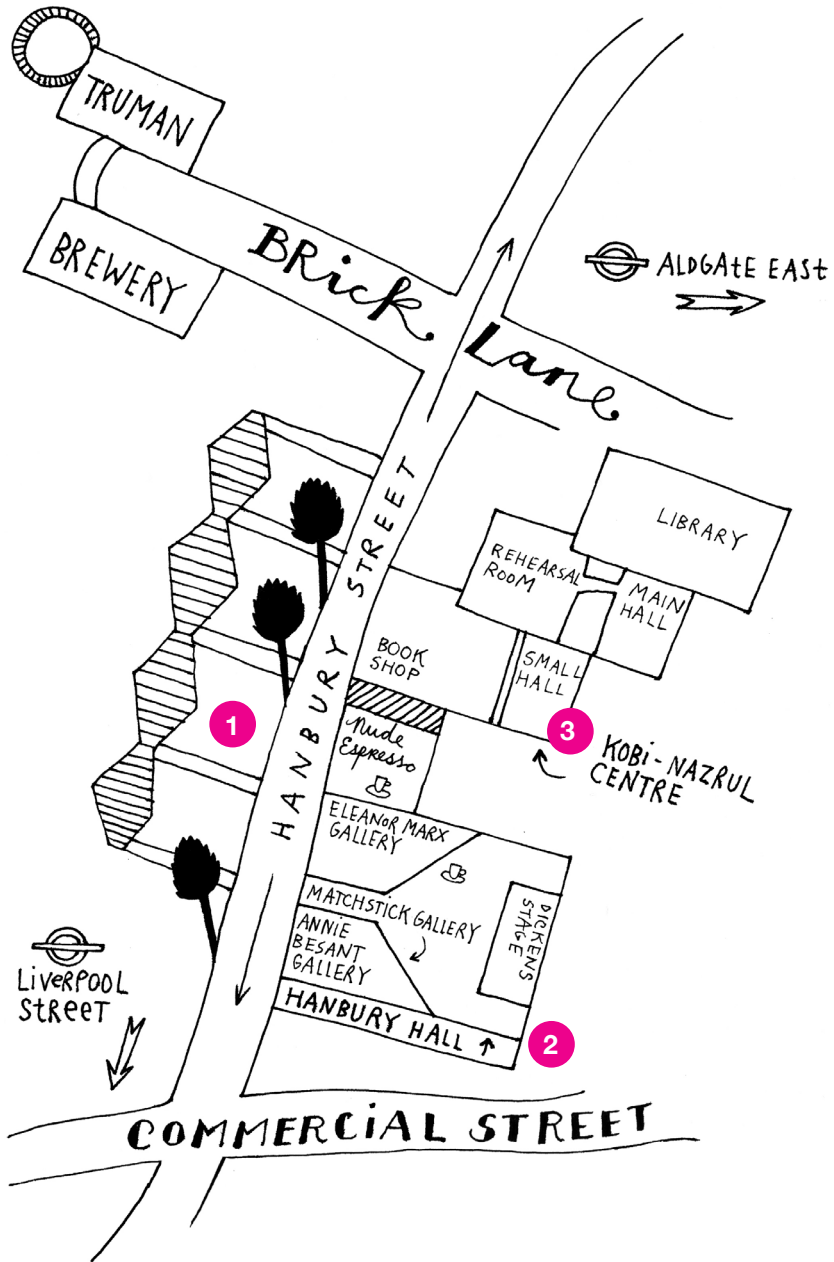 TRUMAN
BREWERY
BRick
Lane
ALDGAtE EAST
HANBURY STREET
LIBRARY
REHEARSAL
ROOM
MAIN
HALL
SMALL
HALL
BOOK
SHOP
1
3
KOBi-NAZRUL
CENTRE
Nude
Espresso
ELEANOR MARX
GALLERY
MATCHSTICK GALLERY
DICKENS
STAGE
ANNIE
BESANT
GALLERY
HANBURY HALL
2
LiVERPOOL
StREEt
COMMERCiAL STREET